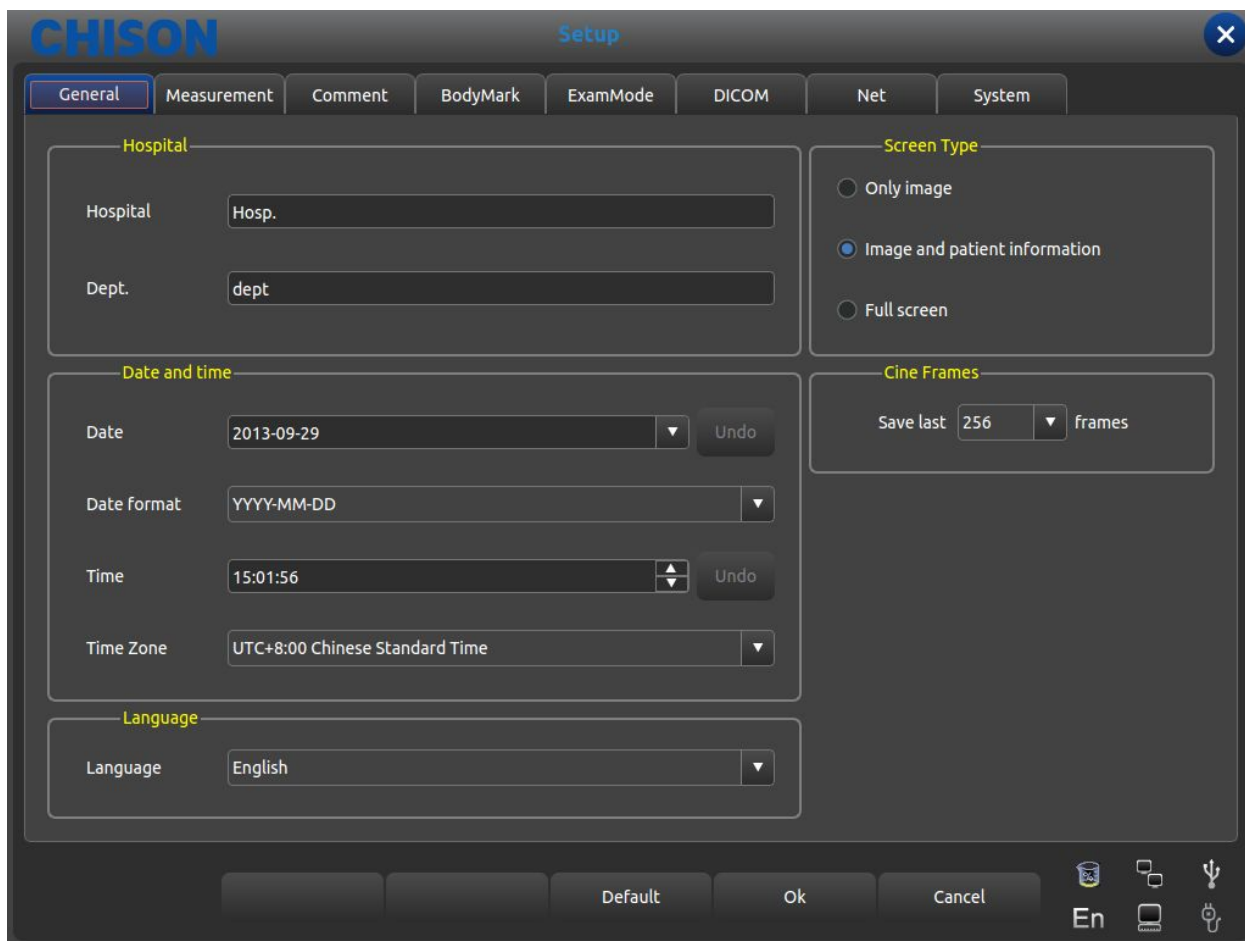 CHISON
Setup
General Measurement Comment BodyMark ExamMode DICOM Net System
Hospital
Hospital Hosp.
Dept. dept
Screen Type
Only image
Image and patient information
Full screen
Date and time
Date 2013-09-29 Undo
Date format YYYY-MM-DD
Time 15:01:56 Undo
Time Zone UTC+8:00 Chinese Standard Time
Cine Frames
Save last 256 frames
Language
Language English
Default Ok Cancel
En